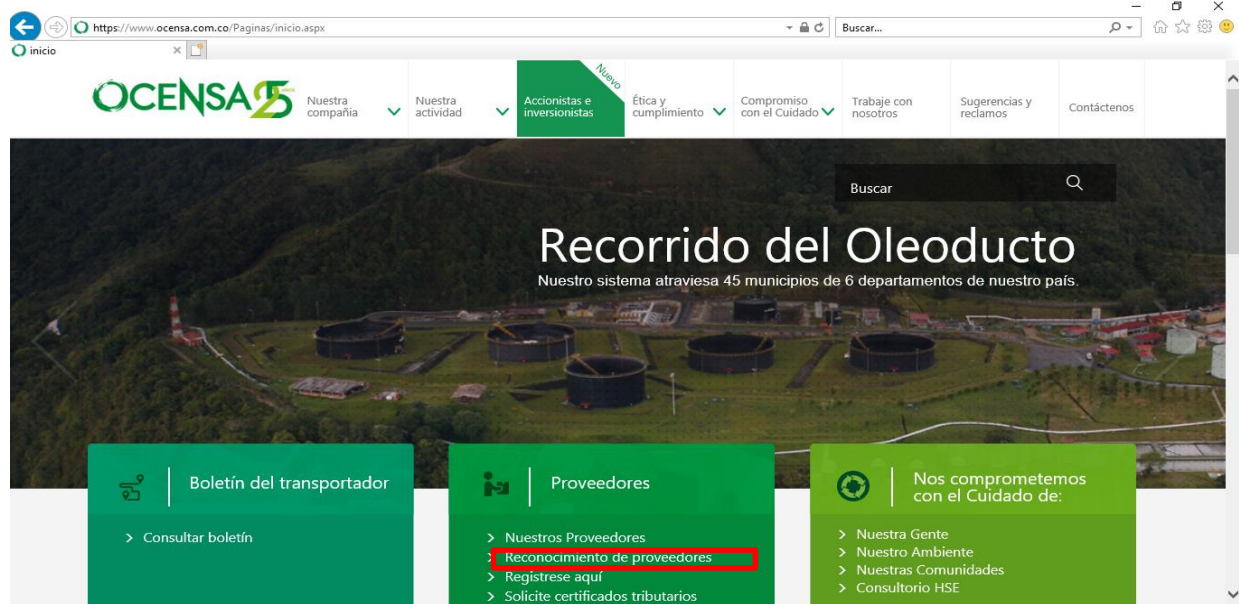 https://www.ocensa.com.co/Paginas/inicio.aspx
Buscar...
inicio
OCENSA 25
Nuestra
compañia
Nuestra
actividad
Nuevo
Accionistas e
inversionistas
Ética y
cumplimiento
Compromiso
con el Cuidado
Trabaje con
nosotros
Sugerencias y
reclamos
Contáctenos
Buscar
Recorrido del Oleoducto
Nuestro sistema atraviesa 45 municipios de 6 departamentos de nuestro país.
Boletín del transportador
> Consultar boletín
Proveedores
> Nuestros Proveedores
> Reconocimiento de proveedores
> Regístrese aquí
> Solicite certificados tributarios
Nos comprometemos
con el Cuidado de:
> Nuestra Gente
> Nuestro Ambiente
> Nuestras Comunidades
> Consultorio HSE